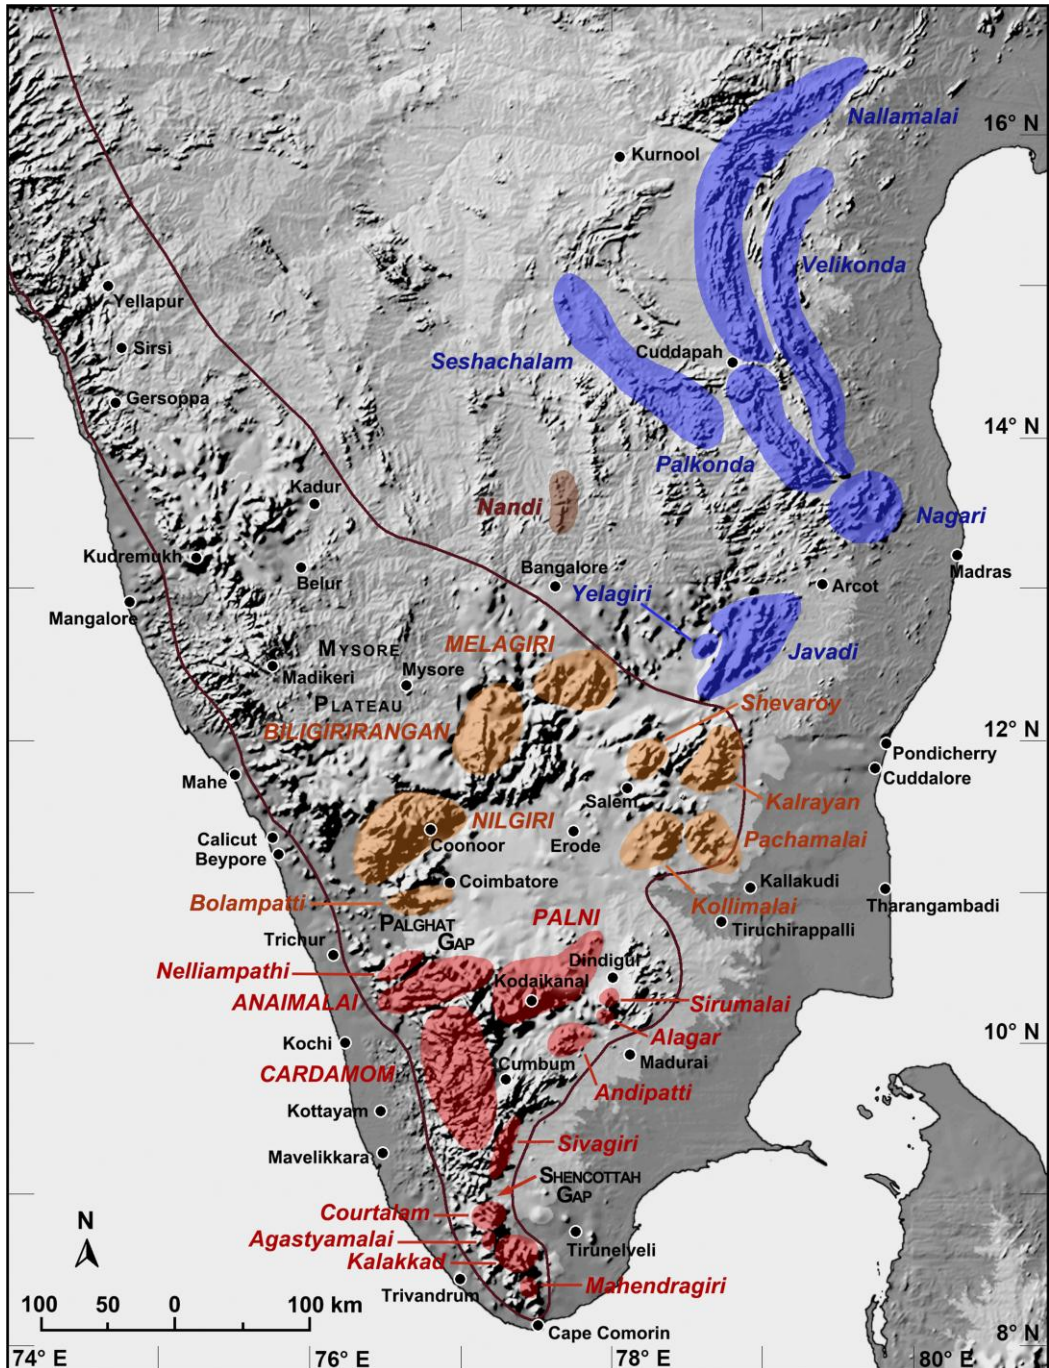 Nallamalai
16° N
Kurnool
Velikonda
Yellapur
Sirsi
Cuddapah
Seshachalam
Gersoppa
14° N
Palkonda
Kadur
Nandi
Nagari
Kudremukh
Bangalore
Madras
Belur
Arcot
Yelagiri
Mangalore
MELAGIRI
MYSORE
Javadi
Madikeri
Mysore
PLATEAU
Shevaroy
BILIGIRIRANGAN
12° N
Pondicherry
Mahe
Cuddalore
Salem
Kalrayan
NILGIRI
Calicut
Coonoor
Erode
Pachamalai
Beypore
Coimbatore
Kallakudi
Bolampatti
Kollimalai
Tharangambadi
PALGHAT
GAP
PALNI
Tiruchirappalli
Trichur
Dindigul
Nelliampathi
Kodaikanal
ANAIMALAI
Sirumalai
10° N
Alagar
Kochi
Cumbum
Madurai
CARDAMOM
Andipatti
Kottayam
Sivagiri
Mavelikkara
SHENCOTTAH
GAP
N
Courtalam
Agastyamalai
Tirunelveli
Kalakkad
Mahendragiri
Trivandrum
100 50 0 100 km
Cape Comorin
8° N
74° E 76° E 78° E 80° E